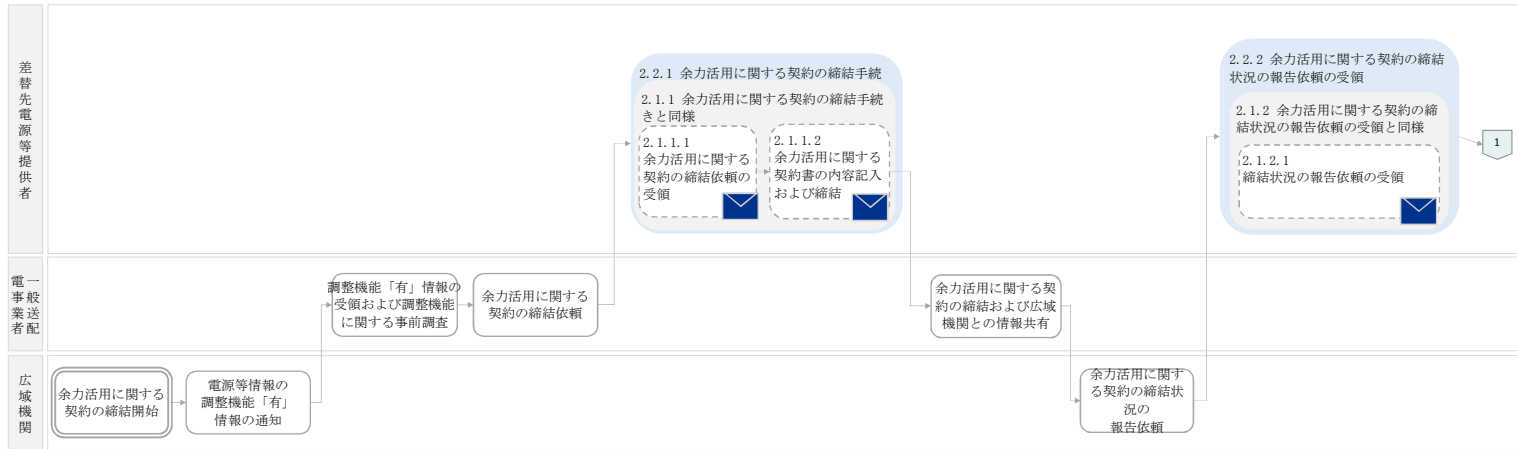 差替先電源等提供者
2.2.1 余力活用に関する契約の締結手続
2.1.1 余力活用に関する契約の締結手続
きと同様
2.1.1.1
余力活用に関する
契約の締結依頼の
受領
2.1.1.2
余力活用に関する
契約書の内容記入
および締結
2.2.2 余力活用に関する契約の締結
状況の報告依頼の受領
2.1.2 余力活用に関する契約の締
結状況の報告依頼の受領と同様
2.1.2.1
締結状況の報告依頼の受領
1
一般送配
電事業者
調整機能「有」情報の
受領および調整機能
に関する事前調査
余力活用に関する
契約の締結依頼
余力活用に関する契
約の締結および広域
機関との情報共有
広域機関
余力活用に関する
契約の締結開始
電源等情報の
調整機能「有」
情報の通知
余力活用に関す
る契約の締結状
況の
報告依頼